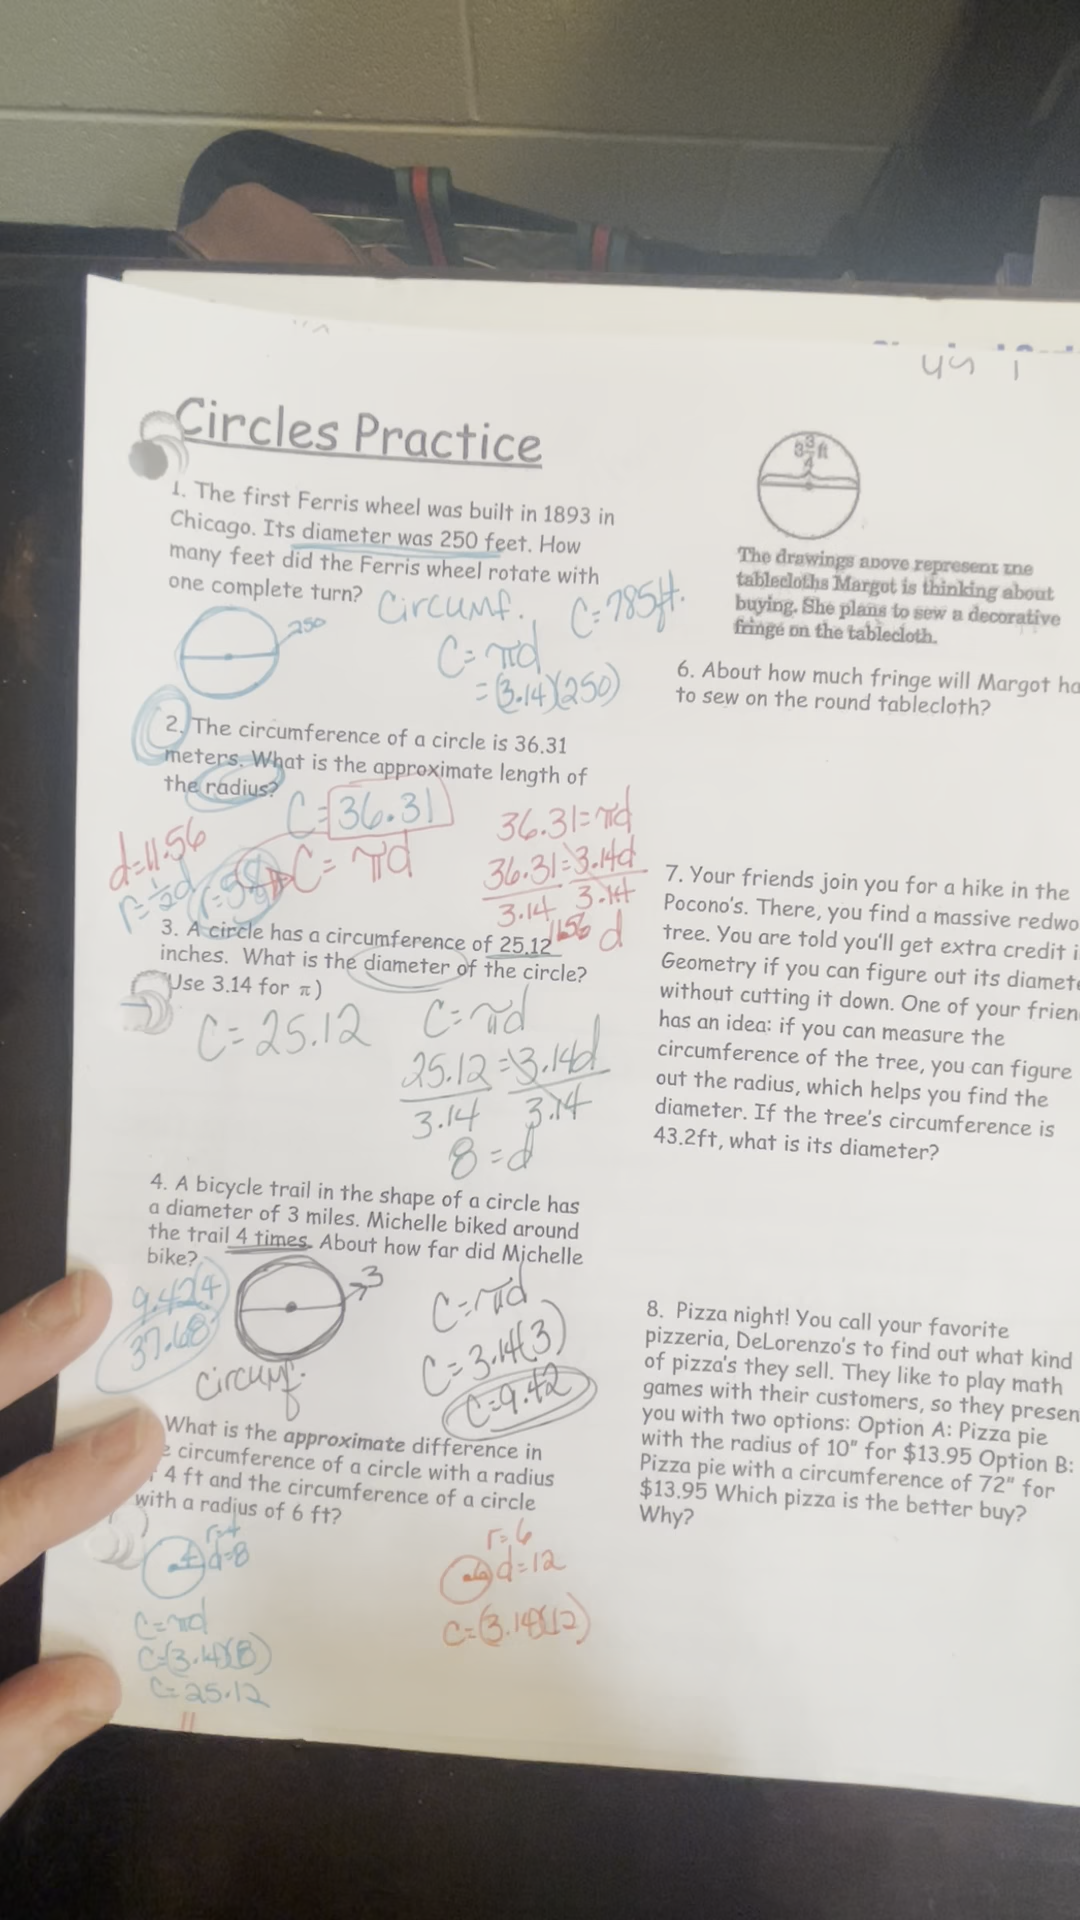 Circles Practice
1. The first Ferris wheel was built in 1893 in
Chicago. Its diameter was 250 feet. How
many feet did the Ferris wheel rotate with
one complete turn?
Circumf.
C=785ft.
250
C=πd
=(3.14)(250)
2. The circumference of a circle is 36.31
meters. What is the approximate length of
the radius?
C=36.31
36.31=πd
d=11.56
C=πd
36.31=3.14d
3.14 3.14
r=½d
11.56 d
3. A circle has a circumference of 25.12
inches. What is the diameter of the circle?
Use 3.14 for π)
C=25.12
C=πd
25.12=3.14d
3.14 3.14
8=d
4. A bicycle trail in the shape of a circle has
a diameter of 3 miles. Michelle biked around
the trail 4 times. About how far did Michelle
bike?
3
37.68
circumf.
C=πd
C=3.14(3)
C=9.42
What is the approximate difference in
circumference of a circle with a radius
4 ft and the circumference of a circle
with a radius of 6 ft?
r=4
d=8
C=πd
C=(3.14)(8)
C=25.12
r=6
d=12
C=(3.14)(12)
3 3/4 ft
The drawings above represent the
tablecloths Margot is thinking about
buying. She plans to sew a decorative
fringe on the tablecloth.
6. About how much fringe will Margot ha
to sew on the round tablecloth?
7. Your friends join you for a hike in the
Pocono's. There, you find a massive redwo
tree. You are told you'll get extra credit i
Geometry if you can figure out its diamet
without cutting it down. One of your frien
has an idea: if you can measure the
circumference of the tree, you can figure
out the radius, which helps you find the
diameter. If the tree's circumference is
43.2ft, what is its diameter?
8. Pizza night! You call your favorite
pizzeria, DeLorenzo's to find out what kind
of pizza's they sell. They like to play math
games with their customers, so they presen
you with two options: Option A: Pizza pie
with the radius of 10" for $13.95 Option B:
Pizza pie with a circumference of 72" for
$13.95 Which pizza is the better buy?
Why?